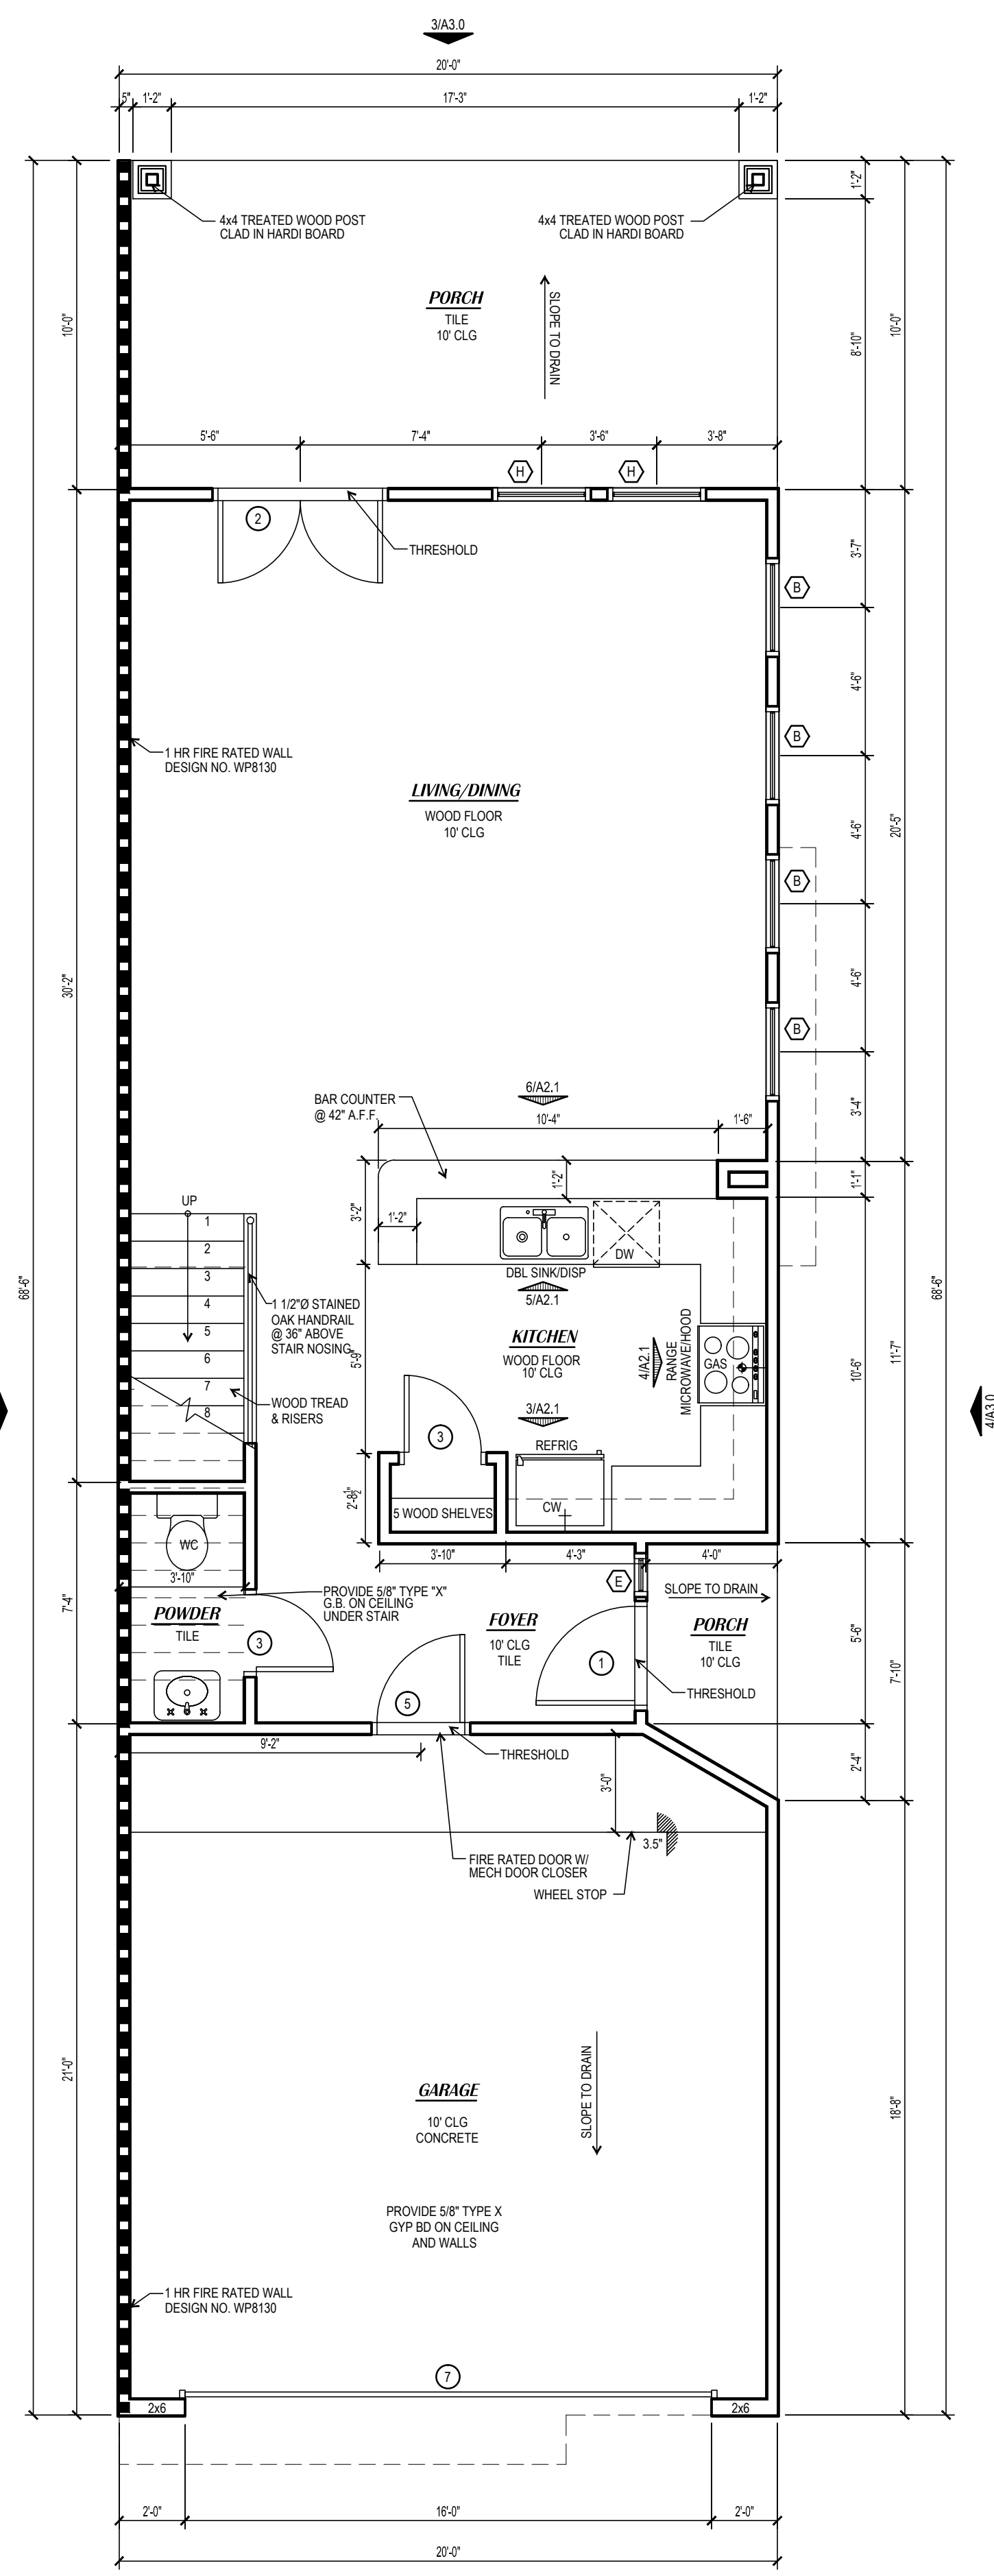 3/A3.0
20'-0"
5"
1'-2"
17'-3"
1'-2"
4x4 TREATED WOOD POST
CLAD IN HARDI BOARD
4x4 TREATED WOOD POST
CLAD IN HARDI BOARD
1'-2"
PORCH
TILE
10' CLG
SLOPE TO DRAIN
10'-0"
8'-10"
10'-0"
5'-6"
7'-4"
3'-6"
3'-8"
H
H
2
THRESHOLD
3'-7"
B
4'-6"
B
1 HR FIRE RATED WALL
DESIGN NO. WP8130
LIVING/DINING
WOOD FLOOR
10' CLG
4'-6"
20'-5"
B
30'-2"
4'-6"
B
BAR COUNTER
@ 42" A.F.F.
6/A2.1
10'-4"
1'-6"
3'-4"
1'-1"
1'-2"
3'-2"
1'-2"
UP
1
2
3
4
5
6
7
8
DW
DBL SINK/DISP
5/A2.1
68'-6"
68'-6"
1 1/2"Ø STAINED
OAK HANDRAIL
@ 36" ABOVE
STAIR NOSING
5'-9"
KITCHEN
WOOD FLOOR
10' CLG
4/A2.1
RANGE
MICROWAVE/HOOD
GAS
10'-6"
11'-7"
WOOD TREAD
& RISERS
3/A2.1
4/A3.0
3
REFRIG
2'-8½"
5 WOOD SHELVES
CW
WC
3'-10"
3'-10"
4'-3"
4'-0"
E
SLOPE TO DRAIN
PROVIDE 5/8" TYPE "X"
G.B. ON CEILING
UNDER STAIR
7'-4"
POWDER
TILE
3
FOYER
10' CLG
TILE
PORCH
TILE
10' CLG
5'-6"
7'-10"
1
5
THRESHOLD
9'-2"
THRESHOLD
2'-4"
3'-0"
3.5"
FIRE RATED DOOR W/
MECH DOOR CLOSER
WHEEL STOP
21'-0"
GARAGE
10' CLG
CONCRETE
SLOPE TO DRAIN
18'-8"
PROVIDE 5/8" TYPE X
GYP BD ON CEILING
AND WALLS
1 HR FIRE RATED WALL
DESIGN NO. WP8130
7
2x6
2x6
2'-0"
16'-0"
2'-0"
20'-0"